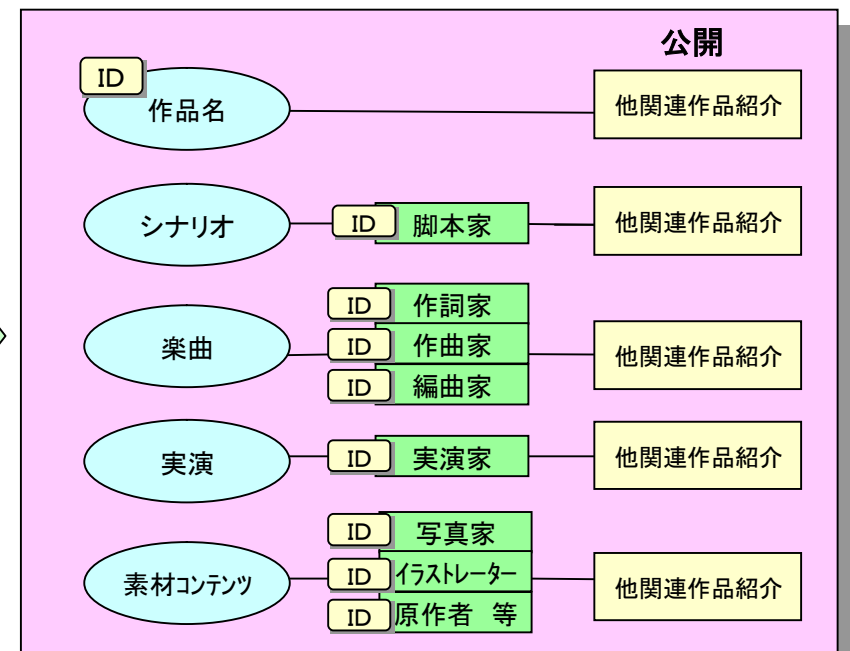 公開
ID
作品名
他関連作品紹介
シナリオ
ID
脚本家
他関連作品紹介
楽曲
ID
作詞家
ID
作曲家
ID
編曲家
他関連作品紹介
実演
ID
実演家
他関連作品紹介
素材コンテンツ
ID
写真家
ID
イラストレーター
ID
原作者　等
他関連作品紹介